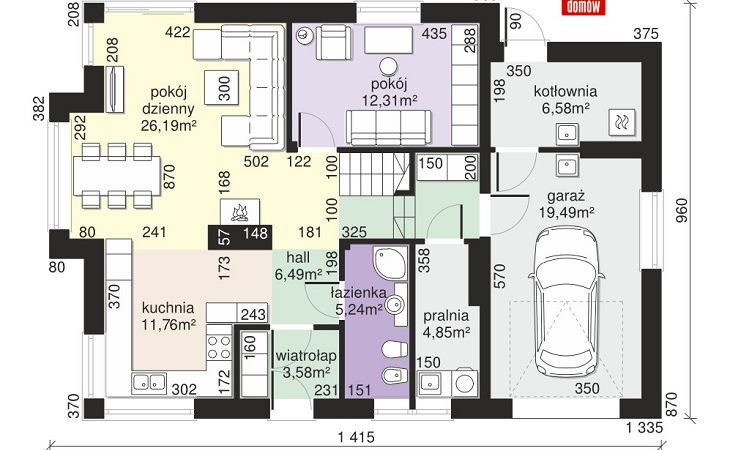 domów
208
422
435
288
90
375
208
300
350
pokój
dzienny
26,19m²
pokój
12,31m²
198
kotłownia
6,58m²
382
292
502
122
100
150
200
870
168
100
garaż
19,49m²
960
80
241
57
148
181
325
80
173
hall
6,49m²
198
358
570
370
łazienka
5,24m²
kuchnia
11,76m²
243
pralnia
4,85m²
160
wiatrołap
3,58m²
150
370
302
172
231
151
350
870
1 335
1 415
960